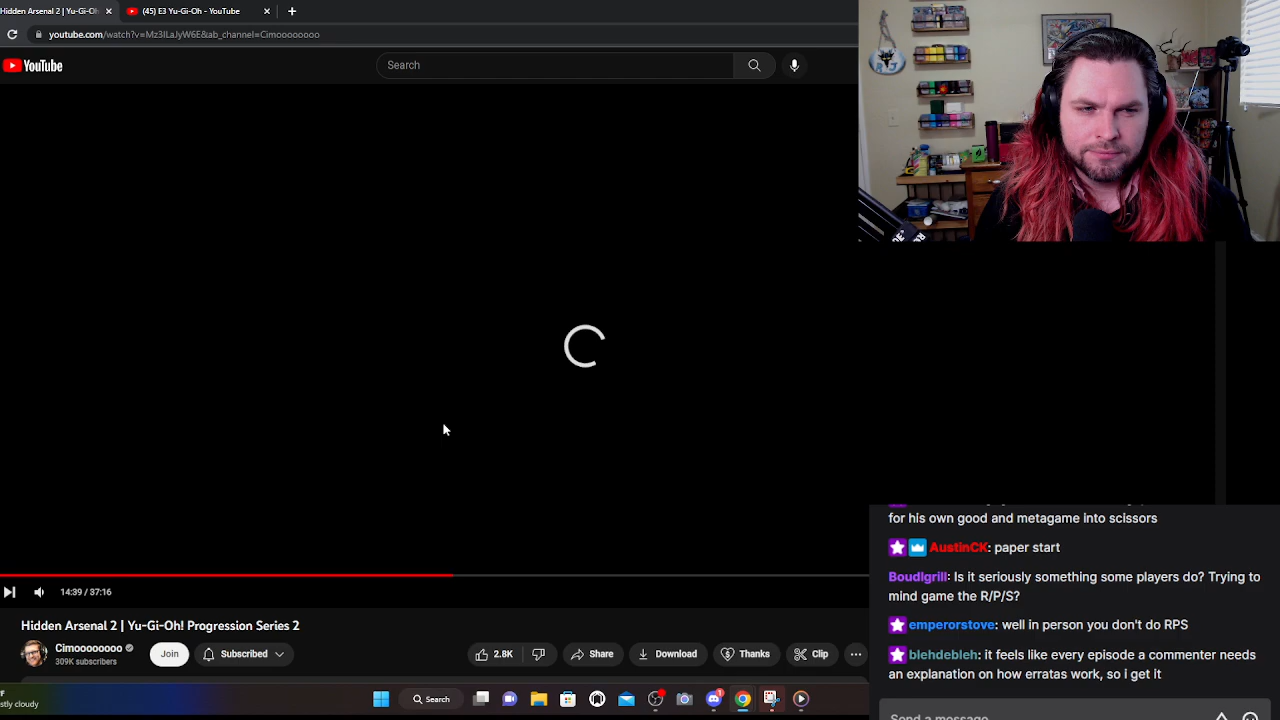 Hidden Arsenal 2 | Yu-Gi-Oh
(45) E3 Yu-Gi-Oh - YouTube
youtube.com/watch?v=Mz3ILaJyW6E&ab_channel=Cimoooooooo
YouTube
Search
14:39 / 37:16
Hidden Arsenal 2 | Yu-Gi-Oh! Progression Series 2
Cimoooooooo
309K subscribers
Join
Subscribed
2.8K
Share
Download
Thanks
Clip
for his own good and metagame into scissors
AustinCK: paper start
Boudlgrill: Is it seriously something some players do? Trying to
mind game the R/P/S?
emperorstove: well in person you don't do RPS
blehdebleh: it feels like every episode a commenter needs
an explanation on how erratas work, so I get it
Send a message
stly cloudy
Search